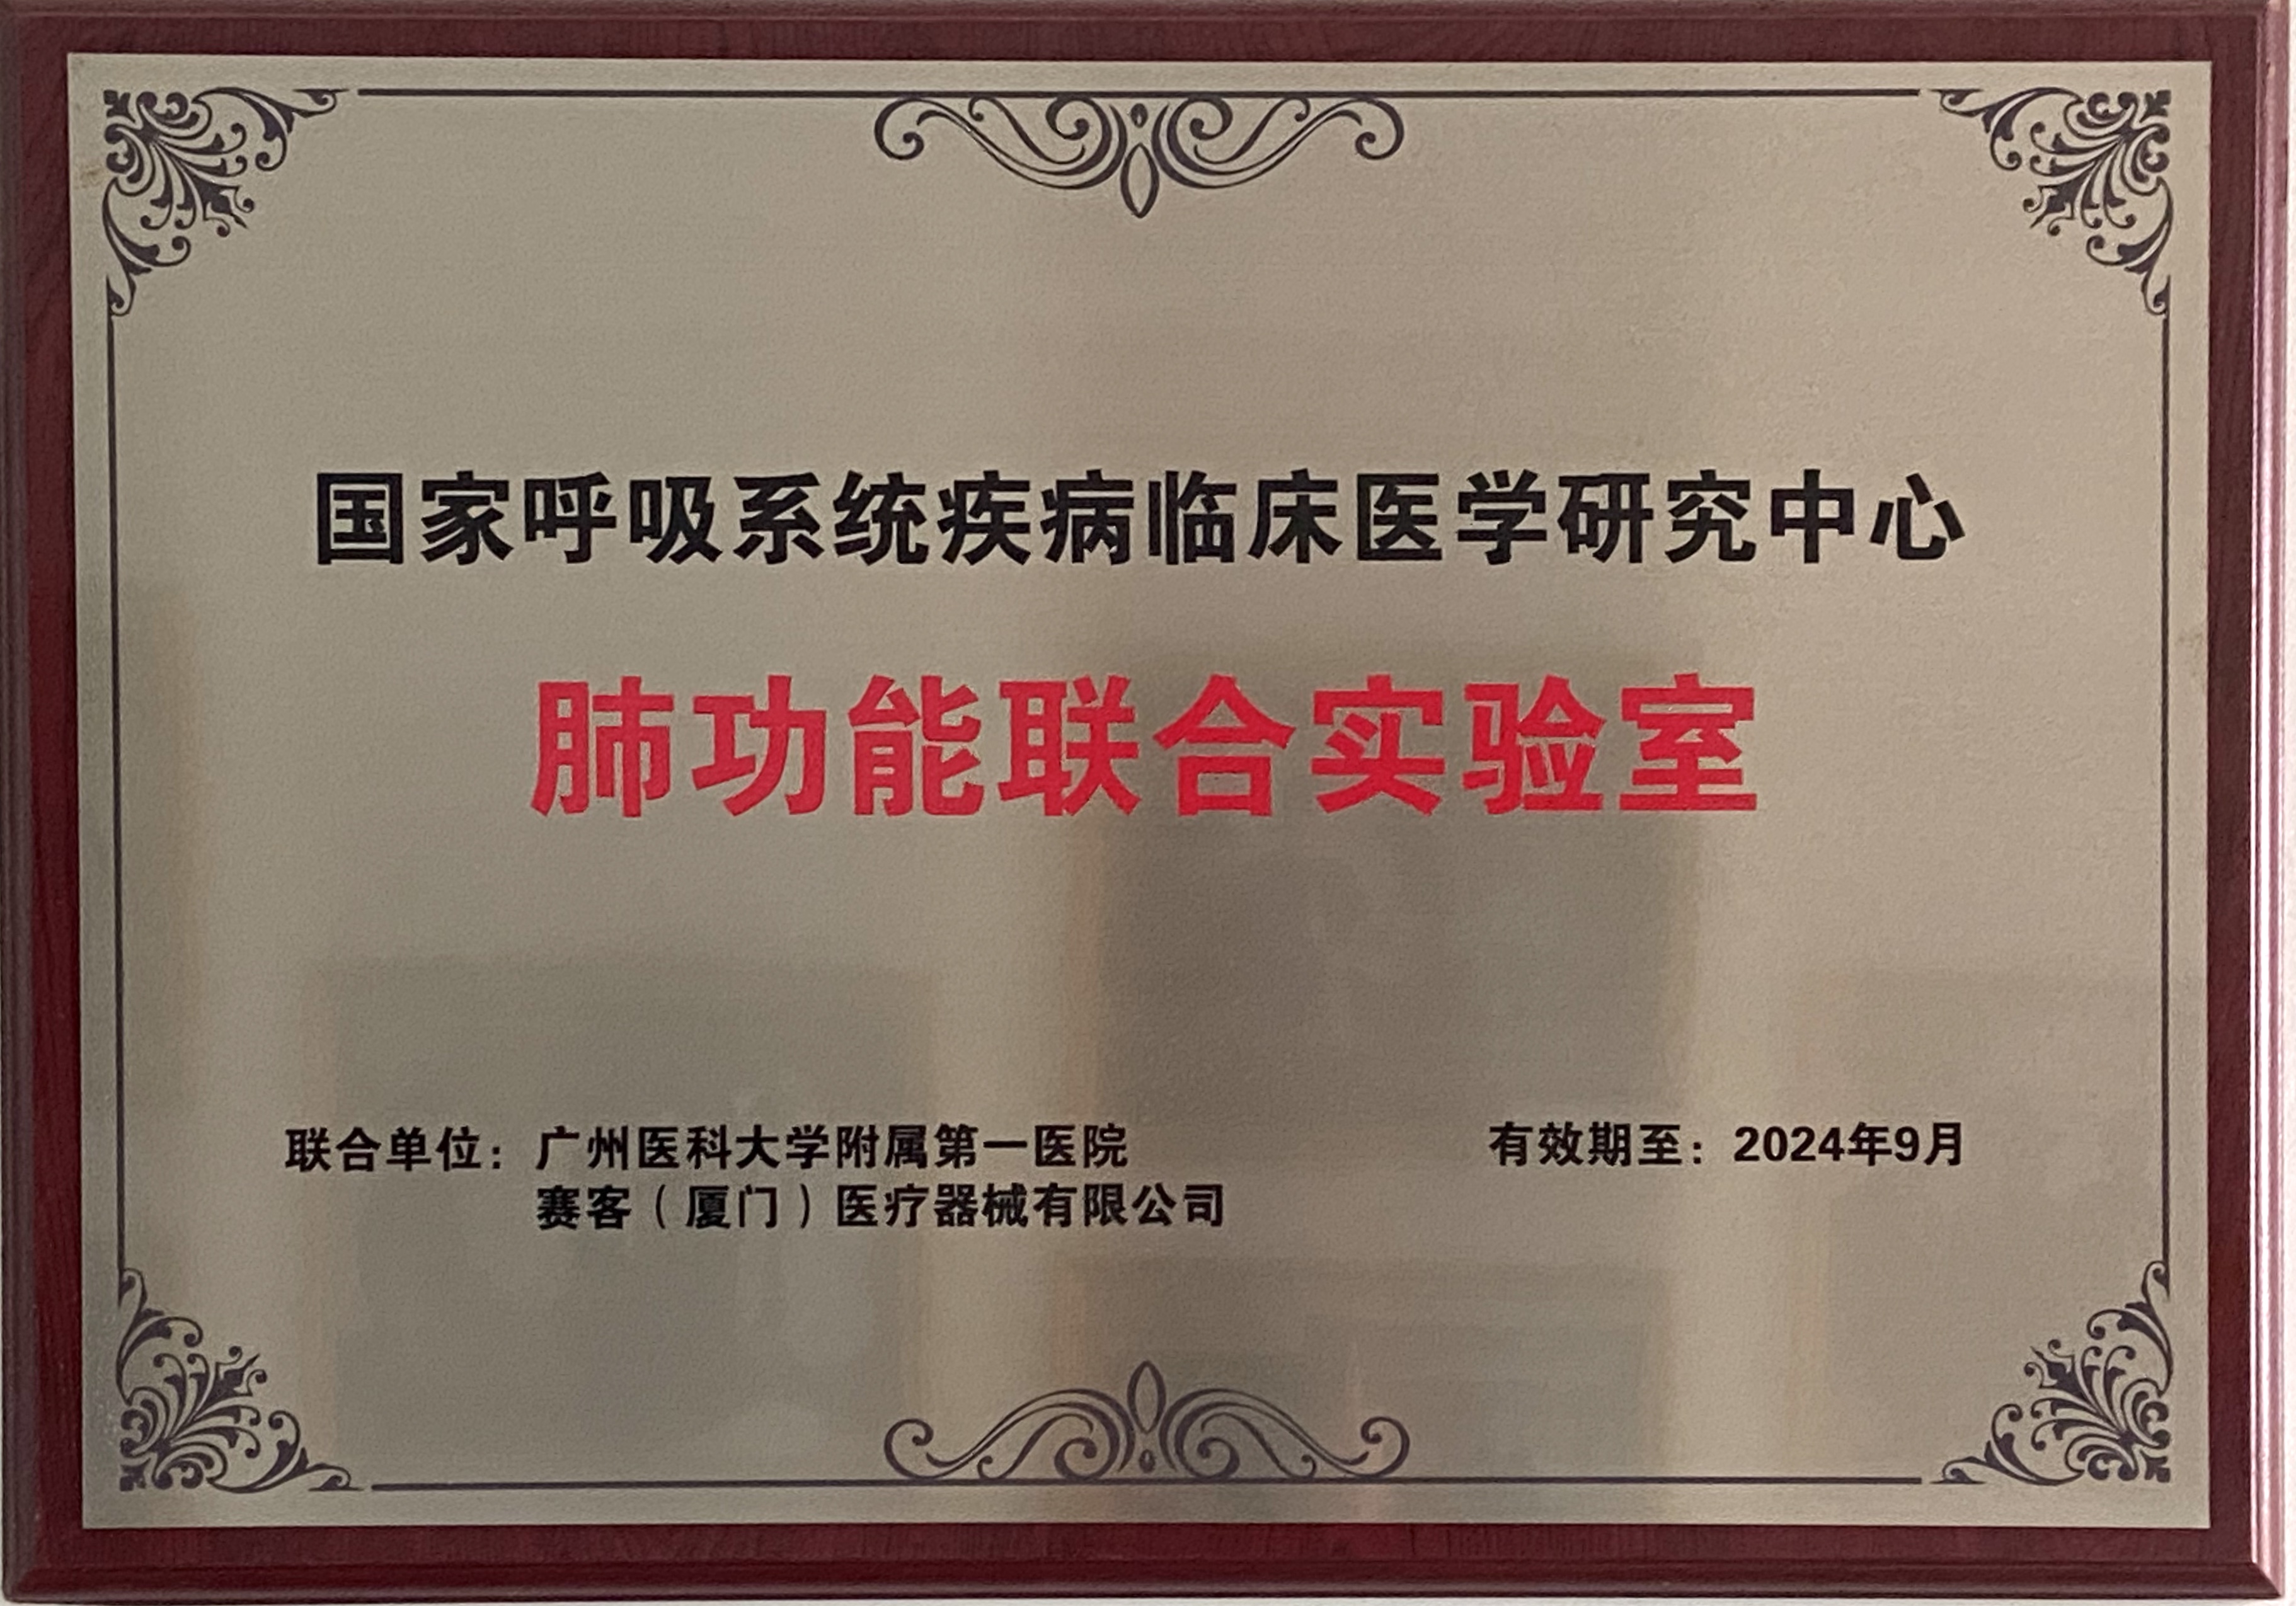 国家呼吸系统疾病临床医学研究中心
肺功能联合实验室
联合单位：广州医科大学附属第一医院
赛客（厦门）医疗器械有限公司
有效期至：2024年9月